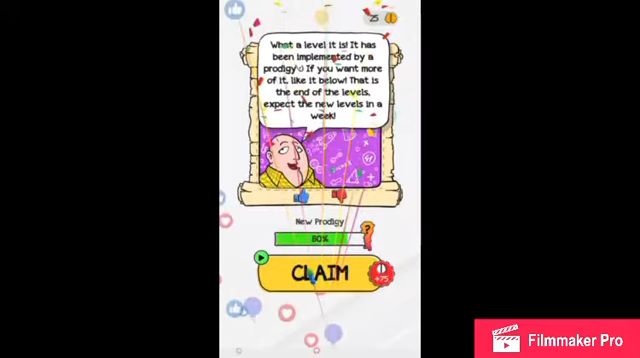 25
What a level it is! It has
been implemented by a
prodigy:) If you want more
of it, like it below! That is
the end of the levels,
expect the new levels in a
week!
New Prodigy
?
80%
CLAIM
+75
Filmmaker Pro